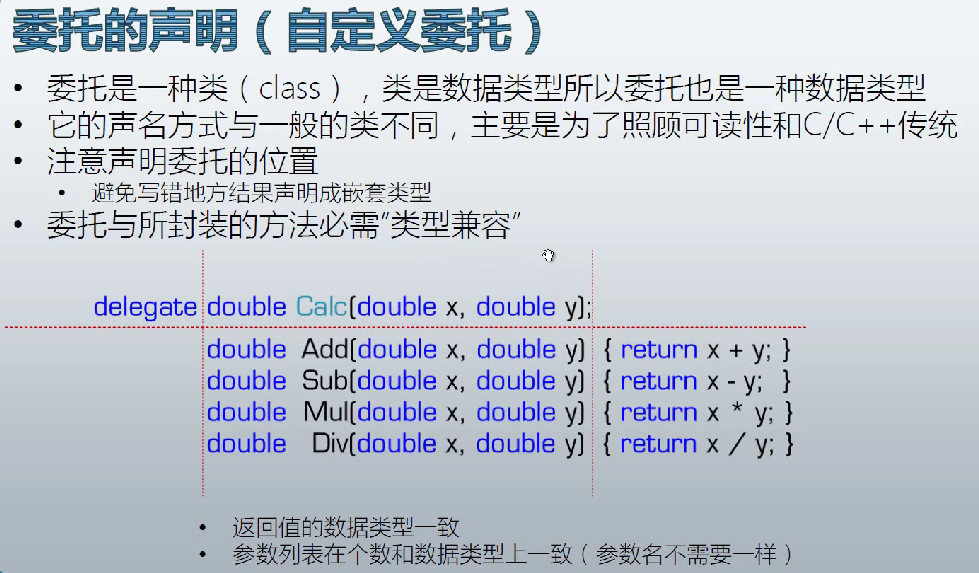 委托的声明（自定义委托）
• 委托是一种类（class），类是数据类型所以委托也是一种数据类型
• 它的声名方式与一般的类不同，主要是为了照顾可读性和C/C++传统
• 注意声明委托的位置
• 避免写错地方结果声明成嵌套类型
• 委托与所封装的方法必需“类型兼容”
delegate double Calc(double x, double y);
double Add(double x, double y) { return x + y; }
double Sub(double x, double y) { return x - y; }
double Mul(double x, double y) { return x * y; }
double Div(double x, double y) { return x / y; }
• 返回值的数据类型一致
• 参数列表在个数和数据类型上一致（参数名不需要一样）